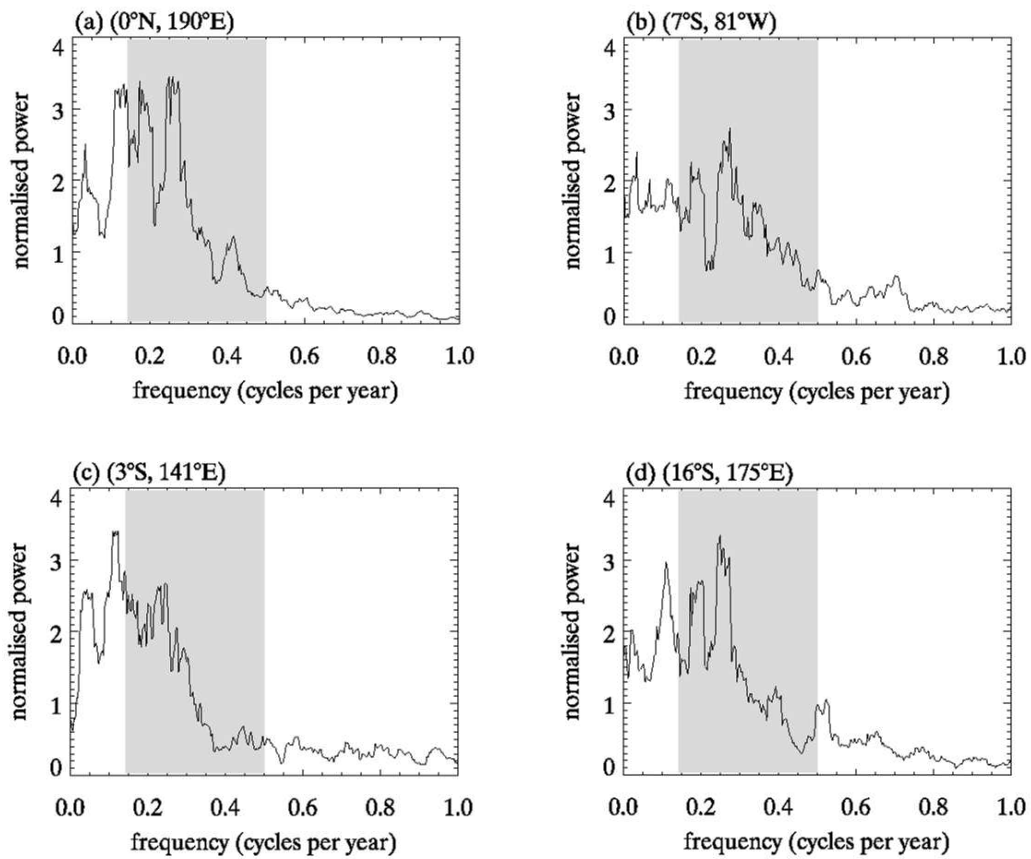 (a) (0°N, 190°E)
4
3
2
1
0
normalised power
0.0 0.2 0.4 0.6 0.8 1.0
frequency (cycles per year)
(b) (7°S, 81°W)
4
3
2
1
0
normalised power
0.0 0.2 0.4 0.6 0.8 1.0
frequency (cycles per year)
(c) (3°S, 141°E)
4
3
2
1
0
normalised power
0.0 0.2 0.4 0.6 0.8 1.0
frequency (cycles per year)
(d) (16°S, 175°E)
4
3
2
1
0
normalised power
0.0 0.2 0.4 0.6 0.8 1.0
frequency (cycles per year)